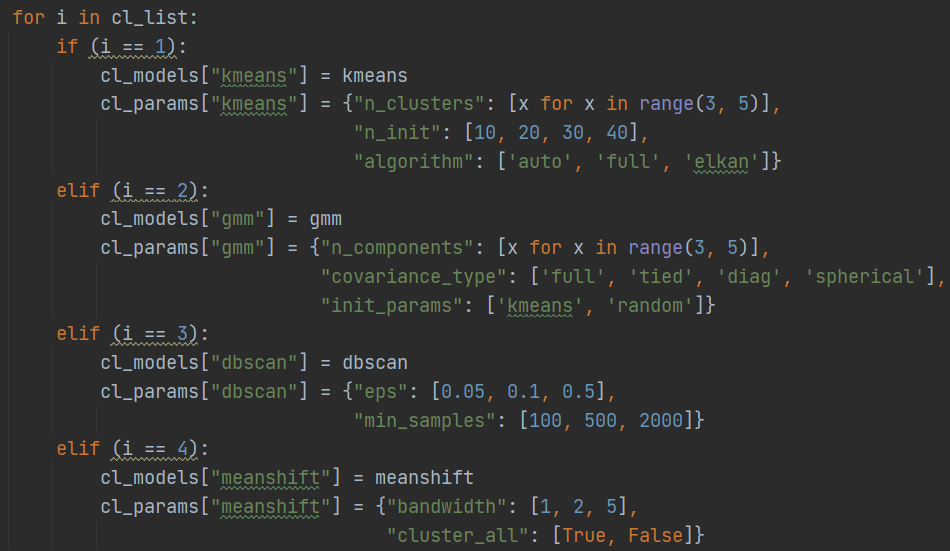 for i in cl_list:
    if (i == 1):
        cl_models["kmeans"] = kmeans
        cl_params["kmeans"] = {"n_clusters": [x for x in range(3, 5)],
                               "n_init": [10, 20, 30, 40],
                               "algorithm": ['auto', 'full', 'elkan']}
    elif (i == 2):
        cl_models["gmm"] = gmm
        cl_params["gmm"] = {"n_components": [x for x in range(3, 5)],
                            "covariance_type": ['full', 'tied', 'diag', 'spherical'],
                            "init_params": ['kmeans', 'random']}
    elif (i == 3):
        cl_models["dbscan"] = dbscan
        cl_params["dbscan"] = {"eps": [0.05, 0.1, 0.5],
                               "min_samples": [100, 500, 2000]}
    elif (i == 4):
        cl_models["meanshift"] = meanshift
        cl_params["meanshift"] = {"bandwidth": [1, 2, 5],
                                  "cluster_all": [True, False]}